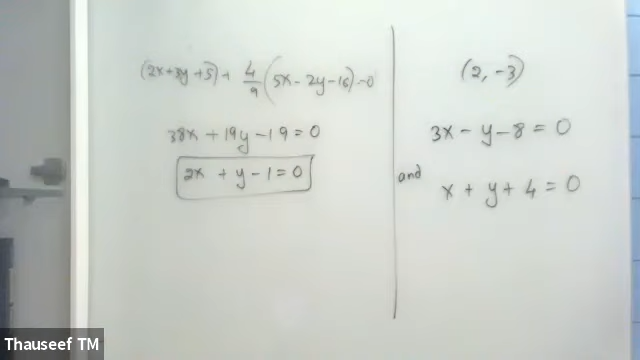 (2x+3y+5) + 4/9 (5x-2y-16)=0
38x+19y-19=0
2x+y-1=0
(2,-3)
3x-y-8=0
and
x+y+4=0
Thauseef TM